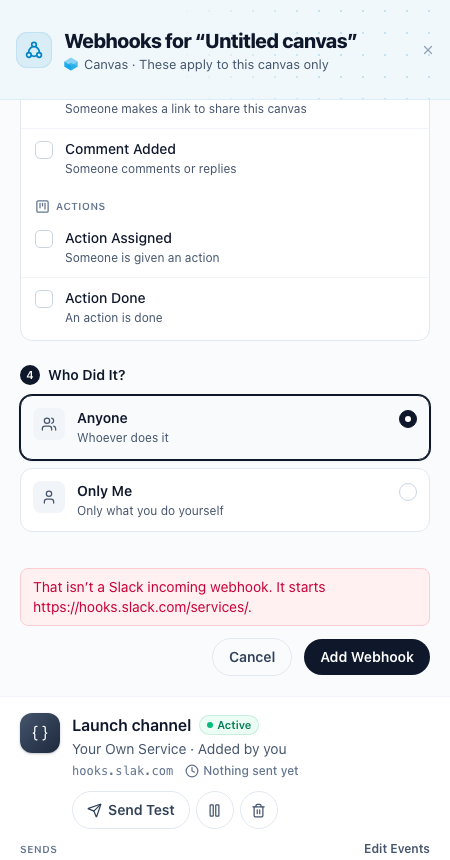 Webhooks for “Untitled canvas”
Canvas · These apply to this canvas only
Someone makes a link to share this canvas
Comment Added
Someone comments or replies
ACTIONS
Action Assigned
Someone is given an action
Action Done
An action is done
4 Who Did It?
Anyone
Whoever does it
Only Me
Only what you do yourself
That isn’t a Slack incoming webhook. It starts
https://hooks.slack.com/services/.
Cancel Add Webhook
{} Launch channel Active
Your Own Service · Added by you
hooks.slak.com Nothing sent yet
Send Test
SENDS Edit Events